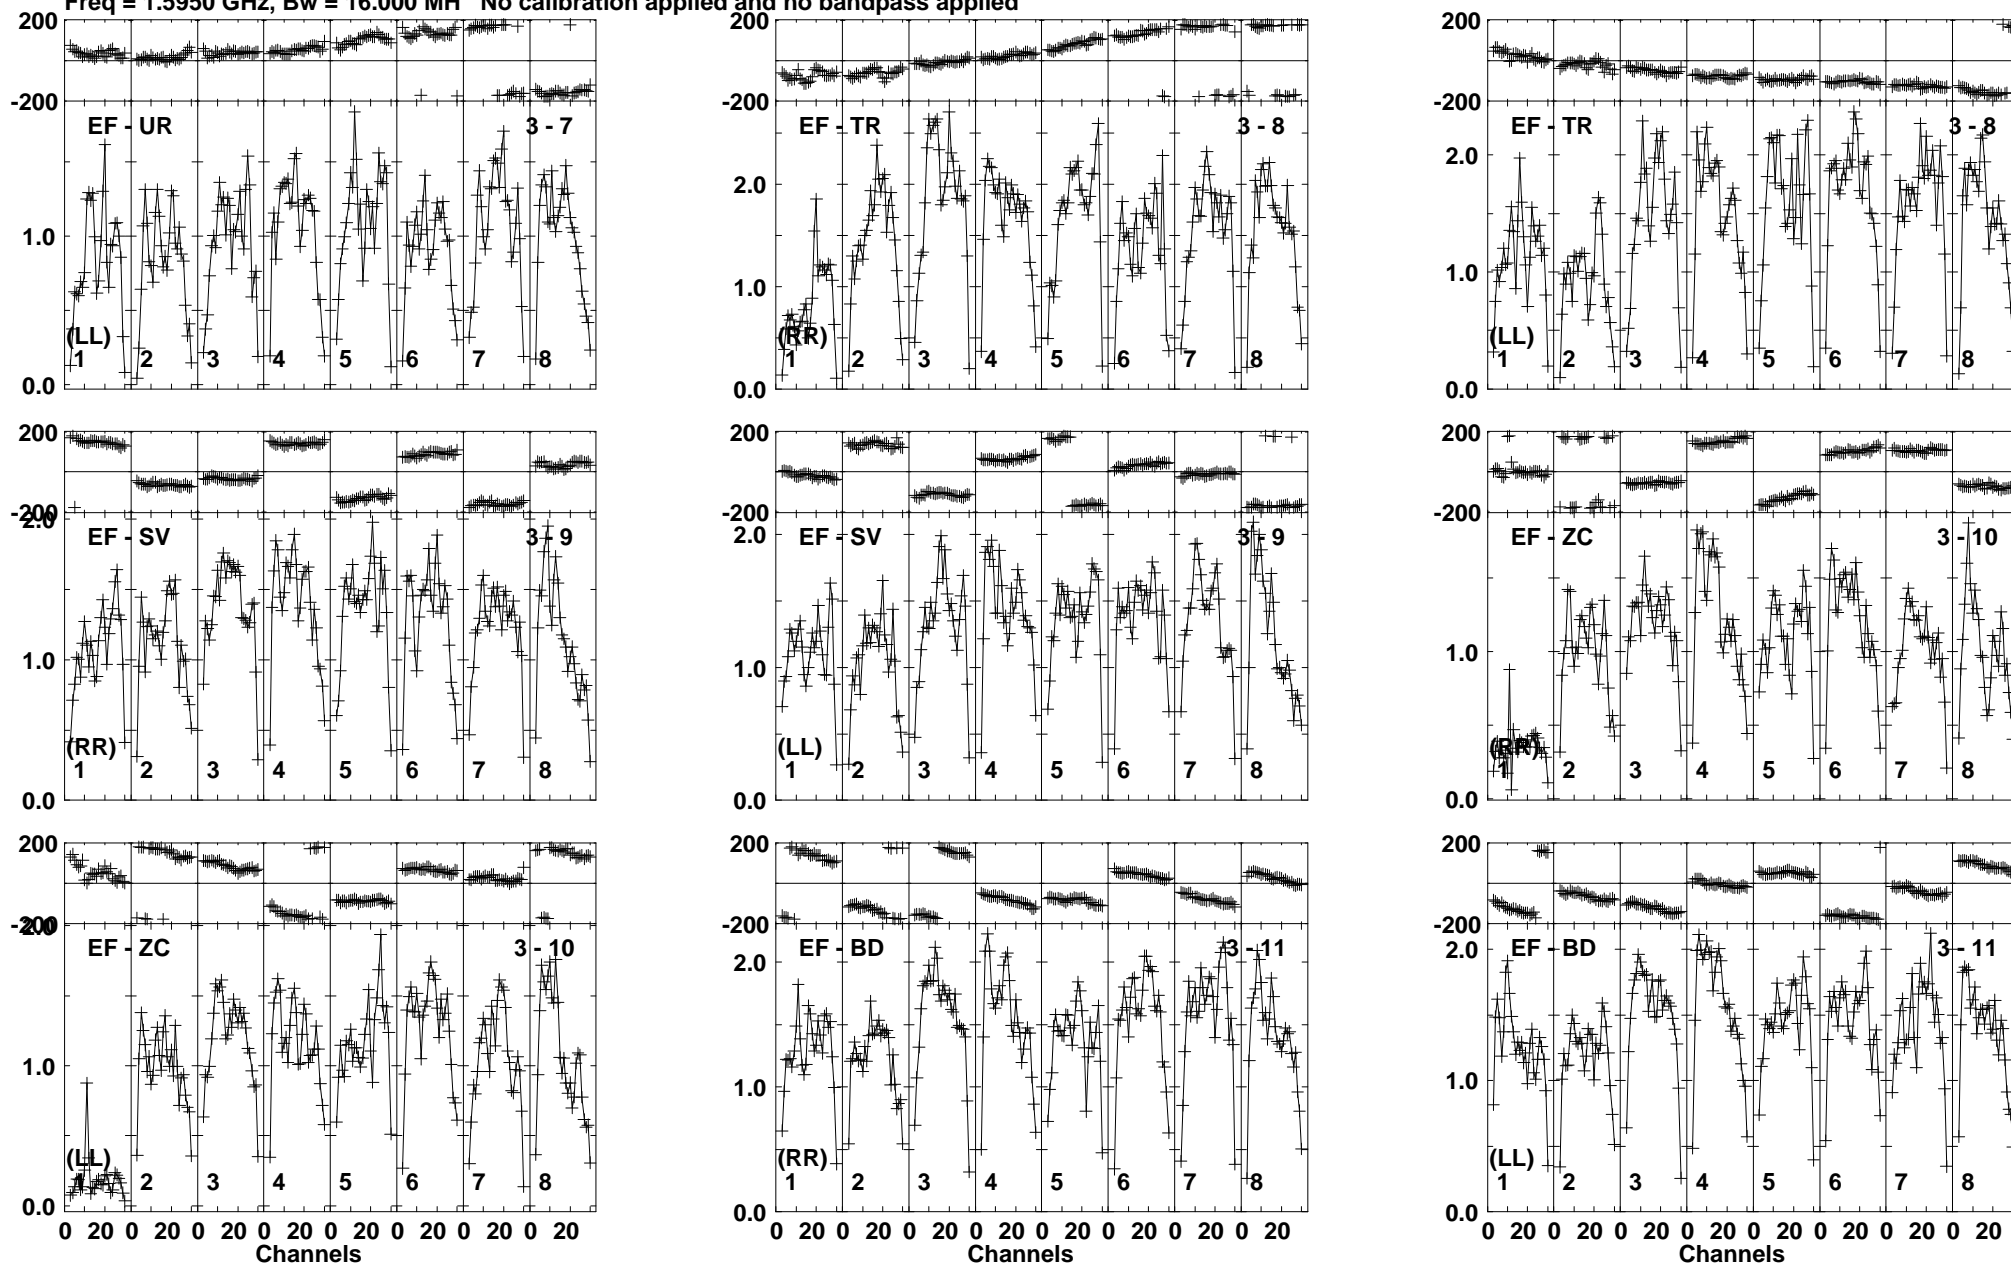 Freq = 1.5950 GHz, Bw = 16.000 MH No calibration applied and no bandpass applied
200 200 200
-200 -200 -200
EF - UR 3 - 7 EF - TR 3 - 8 EF - TR 3 - 8
2.0 2.0
1.0 1.0 1.0
(LL) (RR) (LL)
1 2 3 4 5 6 7 8 1 2 3 4 5 6 7 8 1 2 3 4 5 6 7 8
0.0 0.0 0.0
200 200 200
-200 -200 -200
2.0 2.0
EF - SV 3 - 9 EF - SV 3 - 9 EF - ZC 3 - 10
1.0 1.0 1.0
(RR) (LL) (RR)
1 2 3 4 5 6 7 8 1 2 3 4 5 6 7 8 1 2 3 4 5 6 7 8
0.0 0.0 0.0
200 200 200
-200 -200 -200
2.0 2.0 2.0
EF - ZC 3 - 10 EF - BD 3 - 11 EF - BD 3 - 11
1.0 1.0 1.0
(LL) (RR) (LL)
1 2 3 4 5 6 7 8 1 2 3 4 5 6 7 8 1 2 3 4 5 6 7 8
0.0 0.0 0.0
0 20 0 20 0 20 0 20 0 20 0 20 0 20 0 20 0 20 0 20 0 20 0 20 0 20 0 20 0 20 0 20 0 20 0 20 0 20 0 20 0 20 0 20 0 20 0 20
Channels Channels Channels